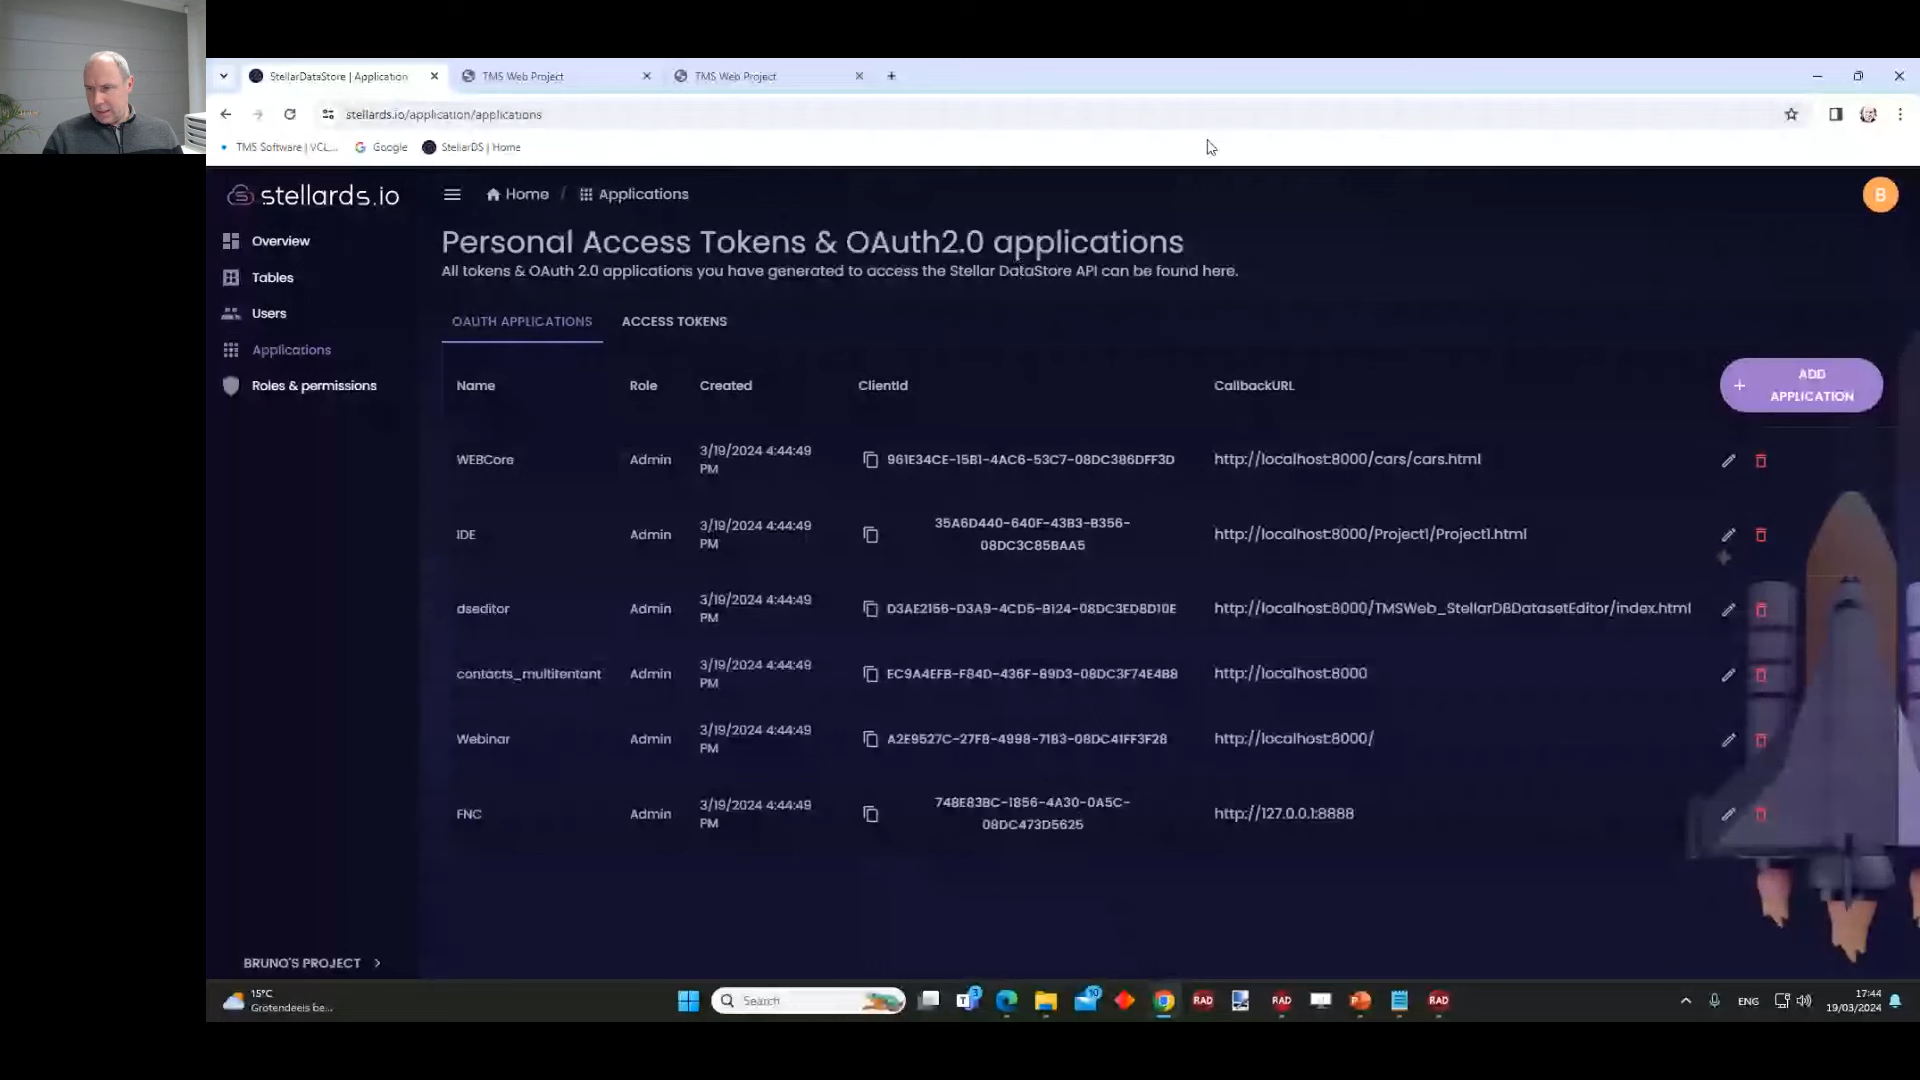 StellarDataStore | Application
TMS Web Project
TMS Web Project
stellards.io/application/applications
TMS Software | VCL...
Google
StellarDS | Home
stellards.io
Home / Applications
B
Overview
Tables
Users
Applications
Roles & permissions
Personal Access Tokens & OAuth2.0 applications
All tokens & OAuth 2.0 applications you have generated to access the Stellar DataStore API can be found here.
OAUTH APPLICATIONS ACCESS TOKENS
Name Role Created ClientId CallbackURL
+ ADD
APPLICATION
WEBCore Admin 3/19/2024 4:44:49
PM
961E34CE-15B1-4AC6-53C7-08DC386DFF3D http://localhost:8000/cars/cars.html
IDE Admin 3/19/2024 4:44:49
PM
35A6D440-640F-43B3-B356-
08DC3C85BAA5
http://localhost:8000/Project1/Project1.html
dseditor Admin 3/19/2024 4:44:49
PM
D3AE2156-D3A9-4CD5-B124-08DC3ED8D10E http://localhost:8000/TMSWeb_StellarDBDatasetEditor/index.html
contacts_multitentant Admin 3/19/2024 4:44:49
PM
EC9A4EFB-F84D-436F-89D3-08DC3F74E4B8 http://localhost:8000
Webinar Admin 3/19/2024 4:44:49
PM
A2E9527C-27FB-4998-71B3-08DC41FF3F28 http://localhost:8000/
FNC Admin 3/19/2024 4:44:49
PM
748E83BC-1856-4A30-0A5C-
08DC473D5625
http://127.0.0.1:8888
BRUNO'S PROJECT
15°C
Grotendeels be...
Search
T
3
10
RAD
RAD
RAD
ENG
17:44
19/03/2024